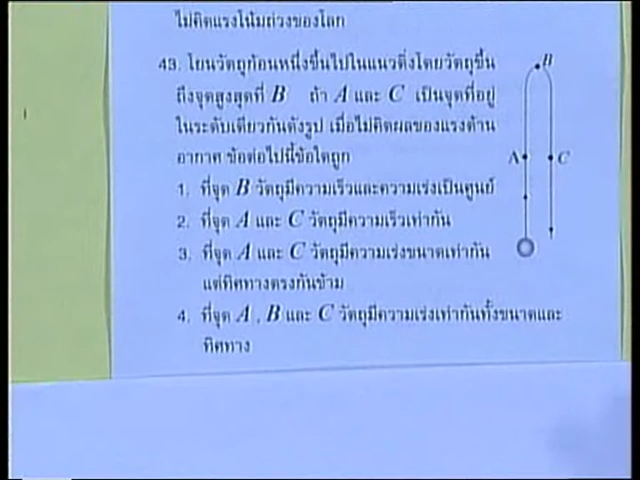 ไม่คิดแรงโน้มถ่วงของโลก
43. โยนวัตถุก้อนหนึ่งขึ้นไปในแนวดิ่งโดยวัตถุขึ้น
ถึงจุดสูงสุดที่ B ถ้า A และ C เป็นจุดที่อยู่
ในระดับเดียวกันดังรูป เมื่อไม่คิดผลของแรงต้าน
อากาศ ข้อต่อไปนี้ข้อใดถูก
1. ที่จุด B วัตถุมีความเร็วและความเร่งเป็นศูนย์
2. ที่จุด A และ C วัตถุมีความเร็วเท่ากัน
3. ที่จุด A และ C วัตถุมีความเร่งขนาดเท่ากัน
แต่ทิศทางตรงกันข้าม
4. ที่จุด A , B และ C วัตถุมีความเร่งเท่ากันทั้งขนาดและ
ทิศทาง
B
A C